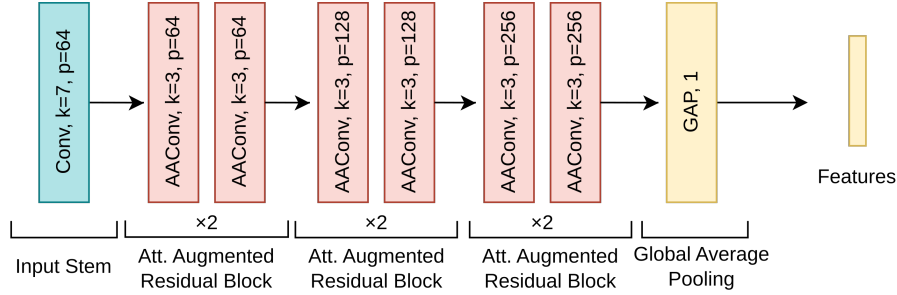 Conv, k=7, p=64
AAConv, k=3, p=64
AAConv, k=3, p=64
AAConv, k=3, p=128
AAConv, k=3, p=128
AAConv, k=3, p=256
AAConv, k=3, p=256
GAP, 1
Features
×2
×2
×2
Input Stem
Att. Augmented
Residual Block
Att. Augmented
Residual Block
Att. Augmented
Residual Block
Global Average
Pooling